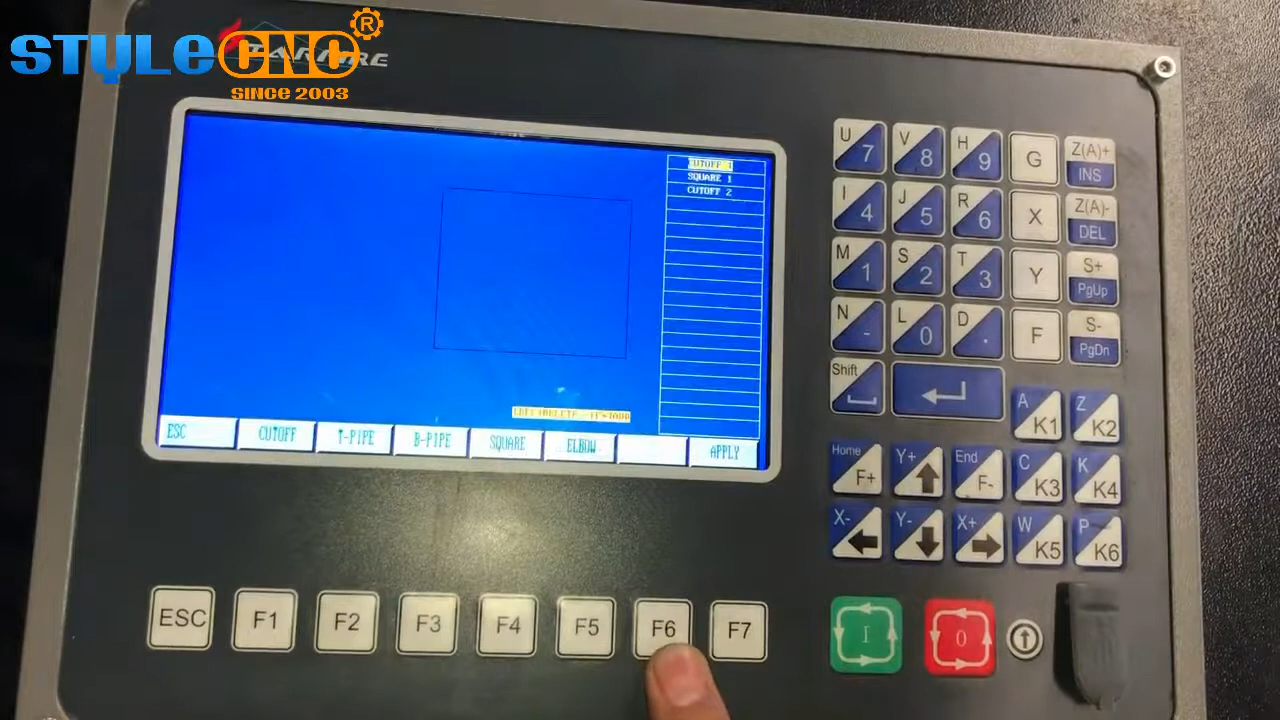 STYLECNC®
SINCE 2003
CUTOFF 1
SQUARE 1
CUTOFF 2
ESC CUTOFF T-PIPE B-PIPE SQUARE ELBOW APPLY
U 7 V 8 H 9 G Z(A)+ INS
I 4 J 5 R 6 X Z(A)- DEL
M 1 S 2 T 3 Y S+ PgUp
N - L 0 D . F S- PgDn
Shift A K1 Z K2
Home F+ Y+ End F- C K3 K K4
X- Y- X+ W K5 P K6
ESC F1 F2 F3 F4 F5 F6 F7 I 0